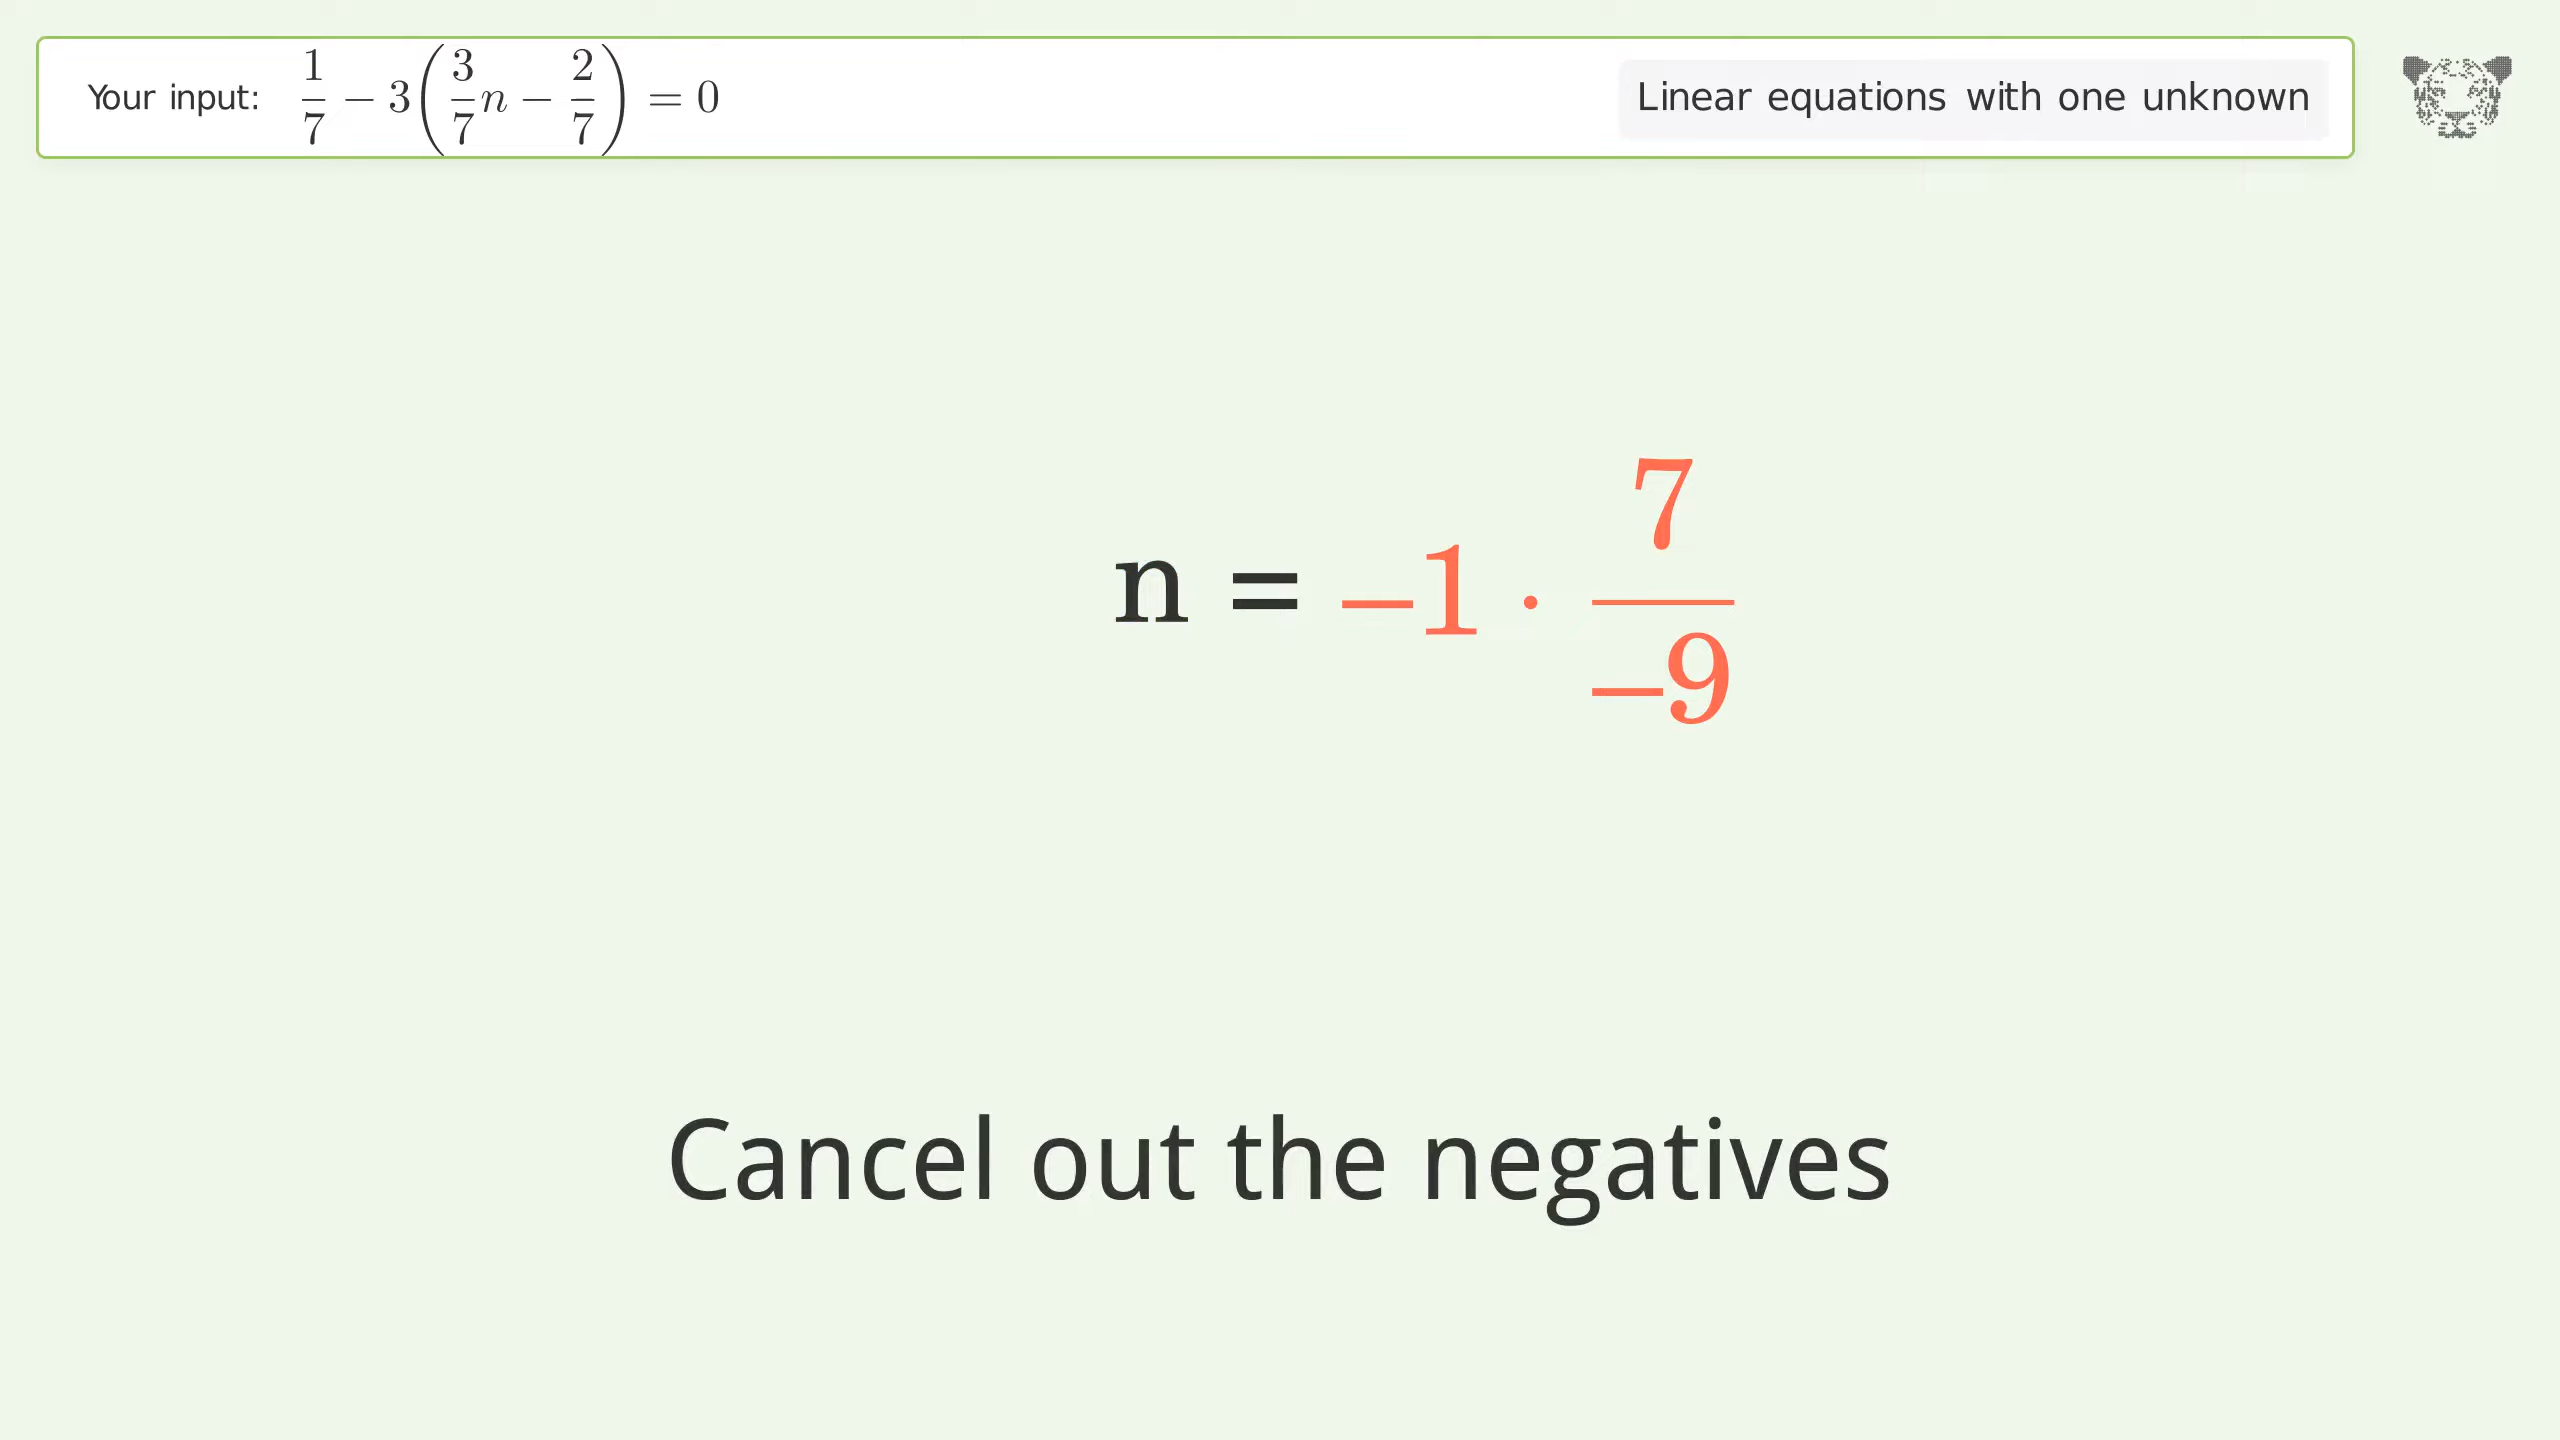 Your input: 1/7 − 3(3/7 n − 2/7) = 0
Linear equations with one unknown
n = −1 · 7/−9
Cancel out the negatives